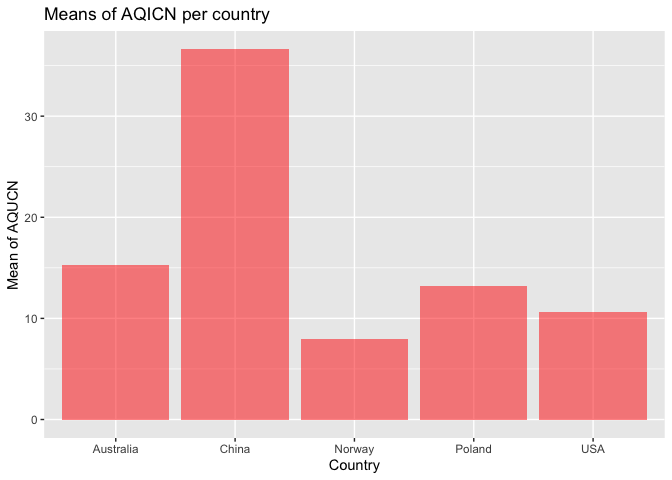 Means of AQICN per country
Mean of AQUCN
30
20
10
0
Australia China Norway Poland USA
Country